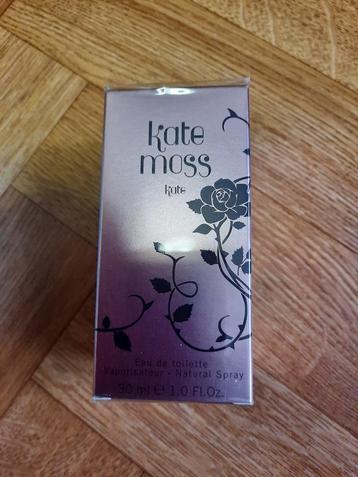 kate
moss
kate
Eau de toilette
Vaporisateur - Natural Spray
30 ml e 1.0 Fl.Oz.